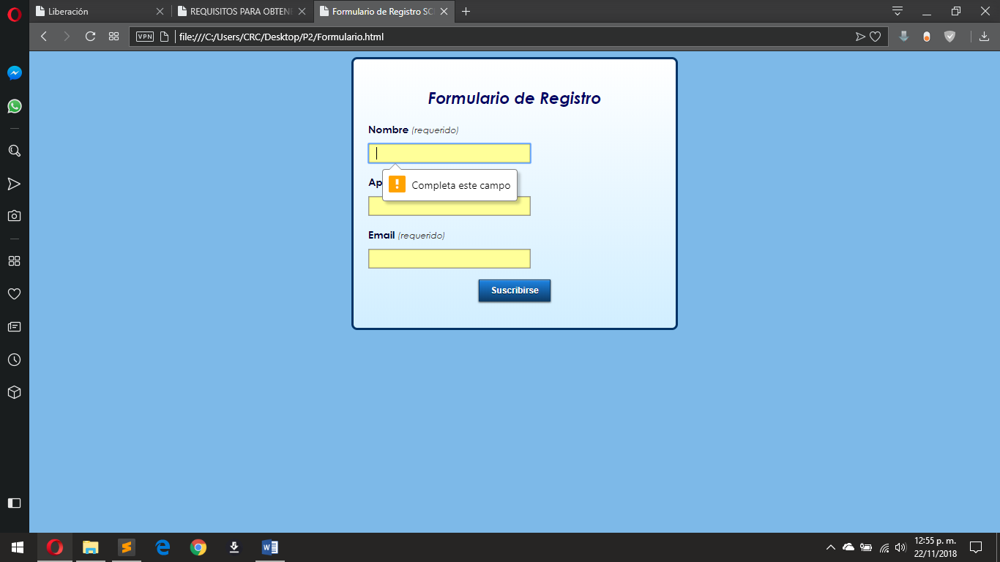 Liberación
REQUISITOS PARA OBTENE
Formulario de Registro SC
VPN
file:///C:/Users/CRC/Desktop/P2/Formulario.html
Formulario de Registro
Nombre (requerido)
Completa este campo
Ap
Email (requerido)
Suscribirse
12:55 p. m.
22/11/2018